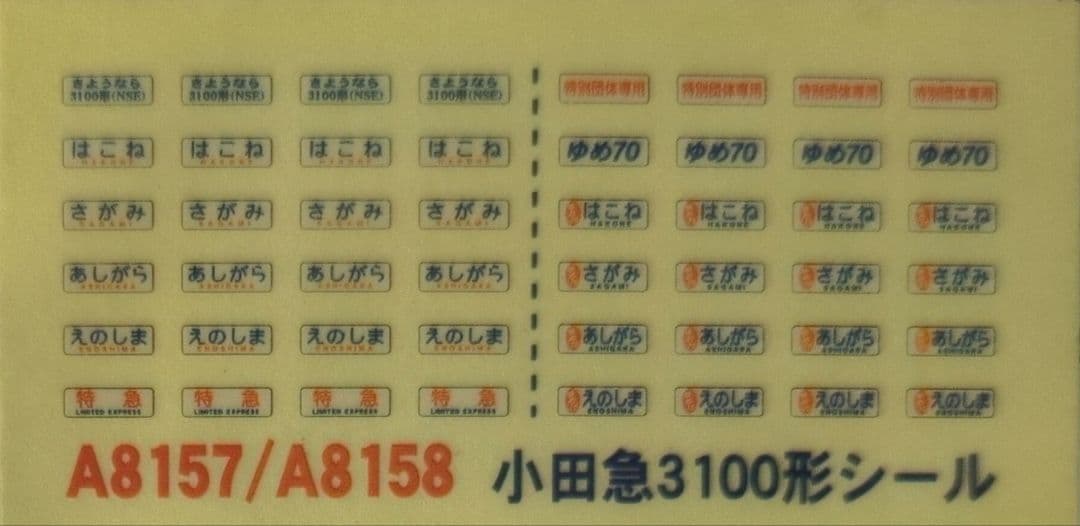 さようなら さようなら さようなら さようなら
3100形(NSE) 3100形(NSE) 3100形(NSE) 3100形(NSE)
はこね はこね はこね はこね
HAKONE HAKONE HAKONE HAKONE
さがみ さがみ さがみ さがみ
SAGAMI SAGAMI SAGAMI SAGAMI
あしがら あしがら あしがら あしがら
ASHIGARA ASHIGARA ASHIGARA ASHIGARA
えのしま えのしま えのしま えのしま
ENOSHIMA ENOSHIMA ENOSHIMA ENOSHIMA
特急 特急 特急 特急
LIMITED EXPRESS LIMITED EXPRESS LIMITED EXPRESS LIMITED EXPRESS
特別団体専用 特別団体専用 特別団体専用 特別団体専用
ゆめ70 ゆめ70 ゆめ70 ゆめ70
はこね はこね はこね はこね
HAKONE HAKONE HAKONE HAKONE
さがみ さがみ さがみ さがみ
SAGAMI SAGAMI SAGAMI SAGAMI
あしがら あしがら あしがら あしがら
ASHIGARA ASHIGARA ASHIGARA ASHIGARA
えのしま えのしま えのしま えのしま
ENOSHIMA ENOSHIMA ENOSHIMA ENOSHIMA
A8157/A8158 小田急3100形シール